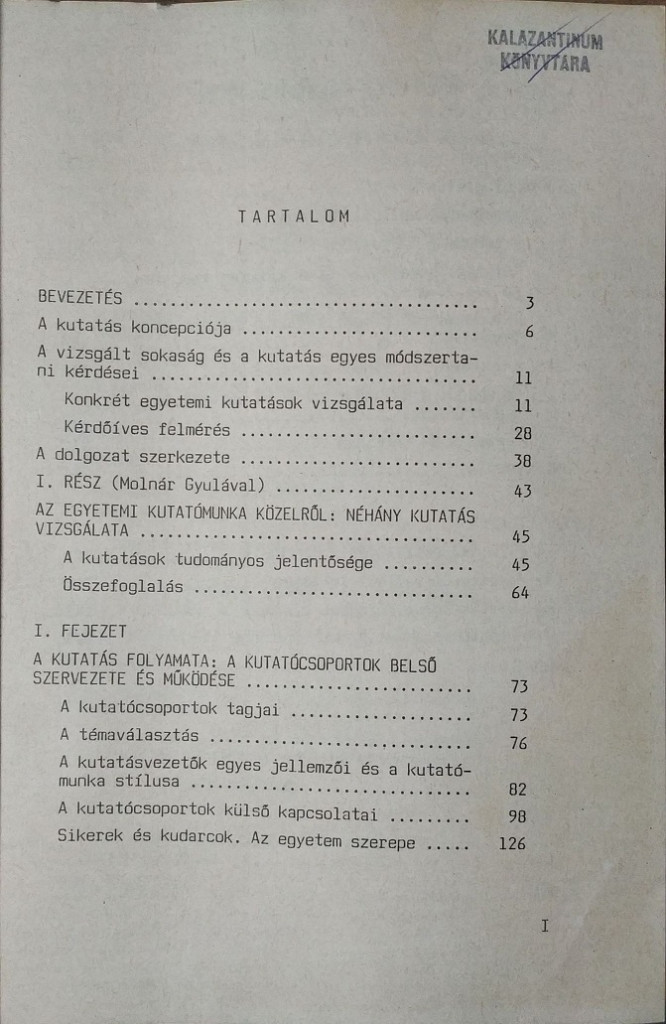 KALAZANTINUM
KÖNYVTARA
TARTALOM
BEVEZETÉS ...................................... 3
A kutatás koncepciója .......................... 6
A vizsgált sokaság és a kutatás egyes módszerta-
ni kérdései .................................... 11
Konkrét egyetemi kutatások vizsgálata ....... 11
Kérdőíves felmérés .......................... 28
A dolgozat szerkezete .......................... 38
I. RÉSZ (Molnár Gyulával) ...................... 43
AZ EGYETEMI KUTATÓMUNKA KÖZELRŐL: NÉHÁNY KUTATÁS
VIZSGÁLATA ..................................... 45
A kutatások tudományos jelentősége .......... 45
Összefoglalás ............................... 64
I. FEJEZET
A KUTATÁS FOLYAMATA: A KUTATÓCSOPORTOK BELSŐ
SZERVEZETE ÉS MŰKÖDÉSE ......................... 73
A kutatócsoportok tagjai .................... 73
A témaválasztás ............................. 76
A kutatásvezetők egyes jellemzői és a kutató-
munka stílusa ............................... 82
A kutatócsoportok külső kapcsolatai ......... 98
Sikerek és kudarcok. Az egyetem szerepe ..... 126
I